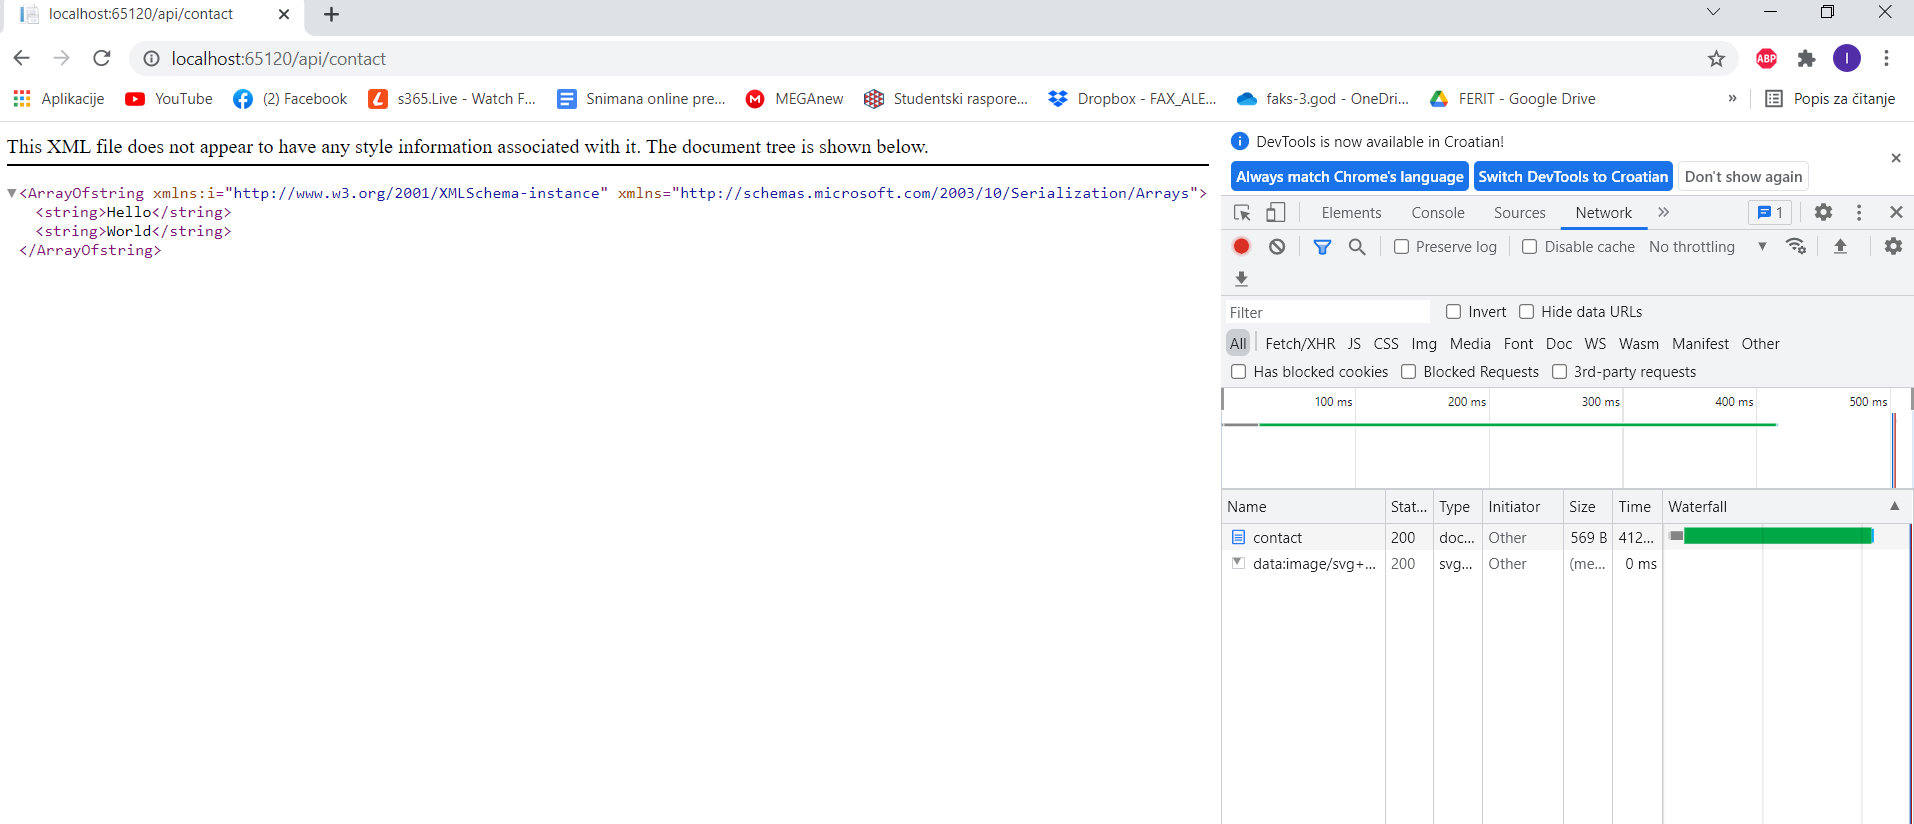 localhost:65120/api/contact
localhost:65120/api/contact
ABP
I
Aplikacije
YouTube
(2) Facebook
s365.Live - Watch F...
Snimana online pre...
MEGAnew
Studentski raspore...
Dropbox - FAX_ALE...
faks-3.god - OneDri...
FERIT - Google Drive
»
Popis za čitanje
This XML file does not appear to have any style information associated with it. The document tree is shown below.
<ArrayOfstring xmlns:i="http://www.w3.org/2001/XMLSchema-instance" xmlns="http://schemas.microsoft.com/2003/10/Serialization/Arrays">
<string>Hello</string>
<string>World</string>
</ArrayOfstring>
DevTools is now available in Croatian!
Always match Chrome's language Switch DevTools to Croatian Don't show again
Elements Console Sources Network » 1
Preserve log Disable cache No throttling
Filter Invert Hide data URLs
All Fetch/XHR JS CSS Img Media Font Doc WS Wasm Manifest Other
Has blocked cookies Blocked Requests 3rd-party requests
100 ms 200 ms 300 ms 400 ms 500 ms
Name Stat... Type Initiator Size Time Waterfall
contact 200 doc... Other 569 B 412...
data:image/svg+... 200 svg... Other (me... 0 ms